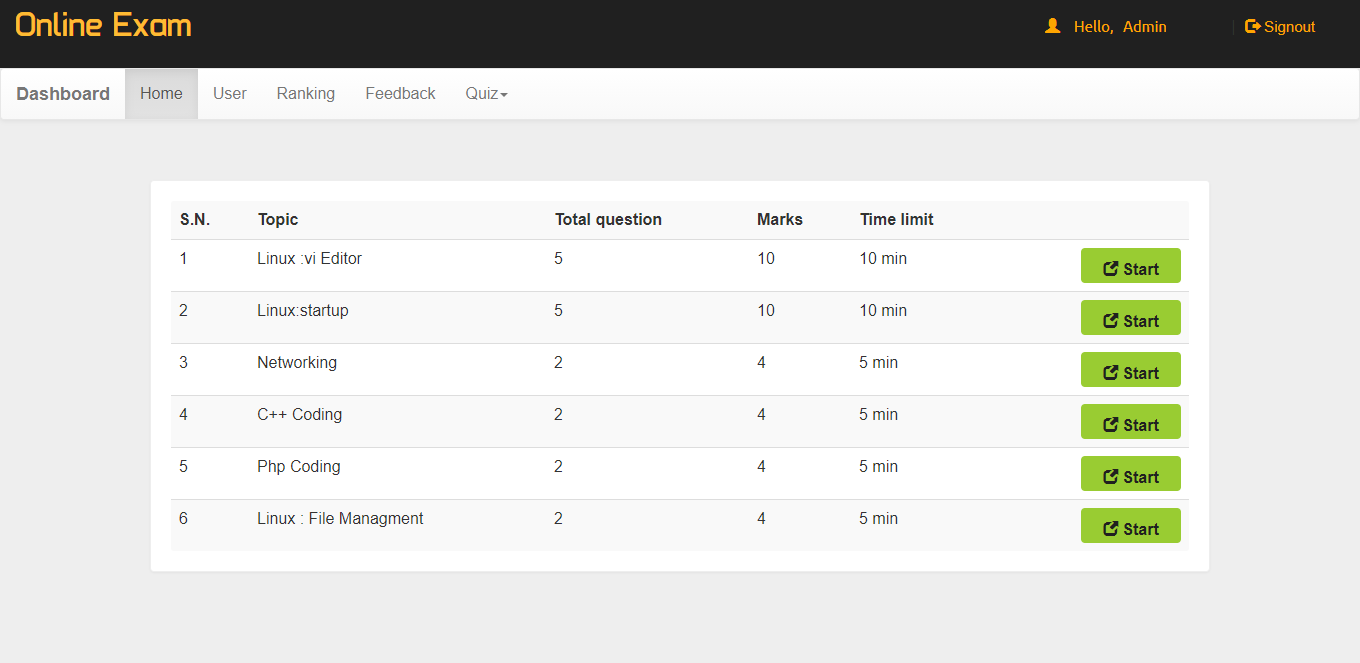 Online Exam
Hello, Admin
Signout
Dashboard Home User Ranking Feedback Quiz
S.N. Topic Total question Marks Time limit
1 Linux :vi Editor 5 10 10 min Start
2 Linux:startup 5 10 10 min Start
3 Networking 2 4 5 min Start
4 C++ Coding 2 4 5 min Start
5 Php Coding 2 4 5 min Start
6 Linux : File Managment 2 4 5 min Start